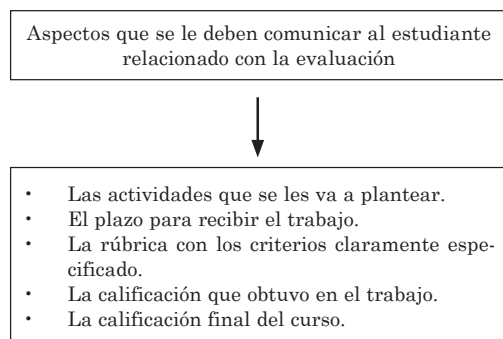 Aspectos que se le deben comunicar al estudiante
relacionado con la evaluación
• Las actividades que se les va a plantear.
• El plazo para recibir el trabajo.
• La rúbrica con los criterios claramente espe-
cificado.
• La calificación que obtuvo en el trabajo.
• La calificación final del curso.